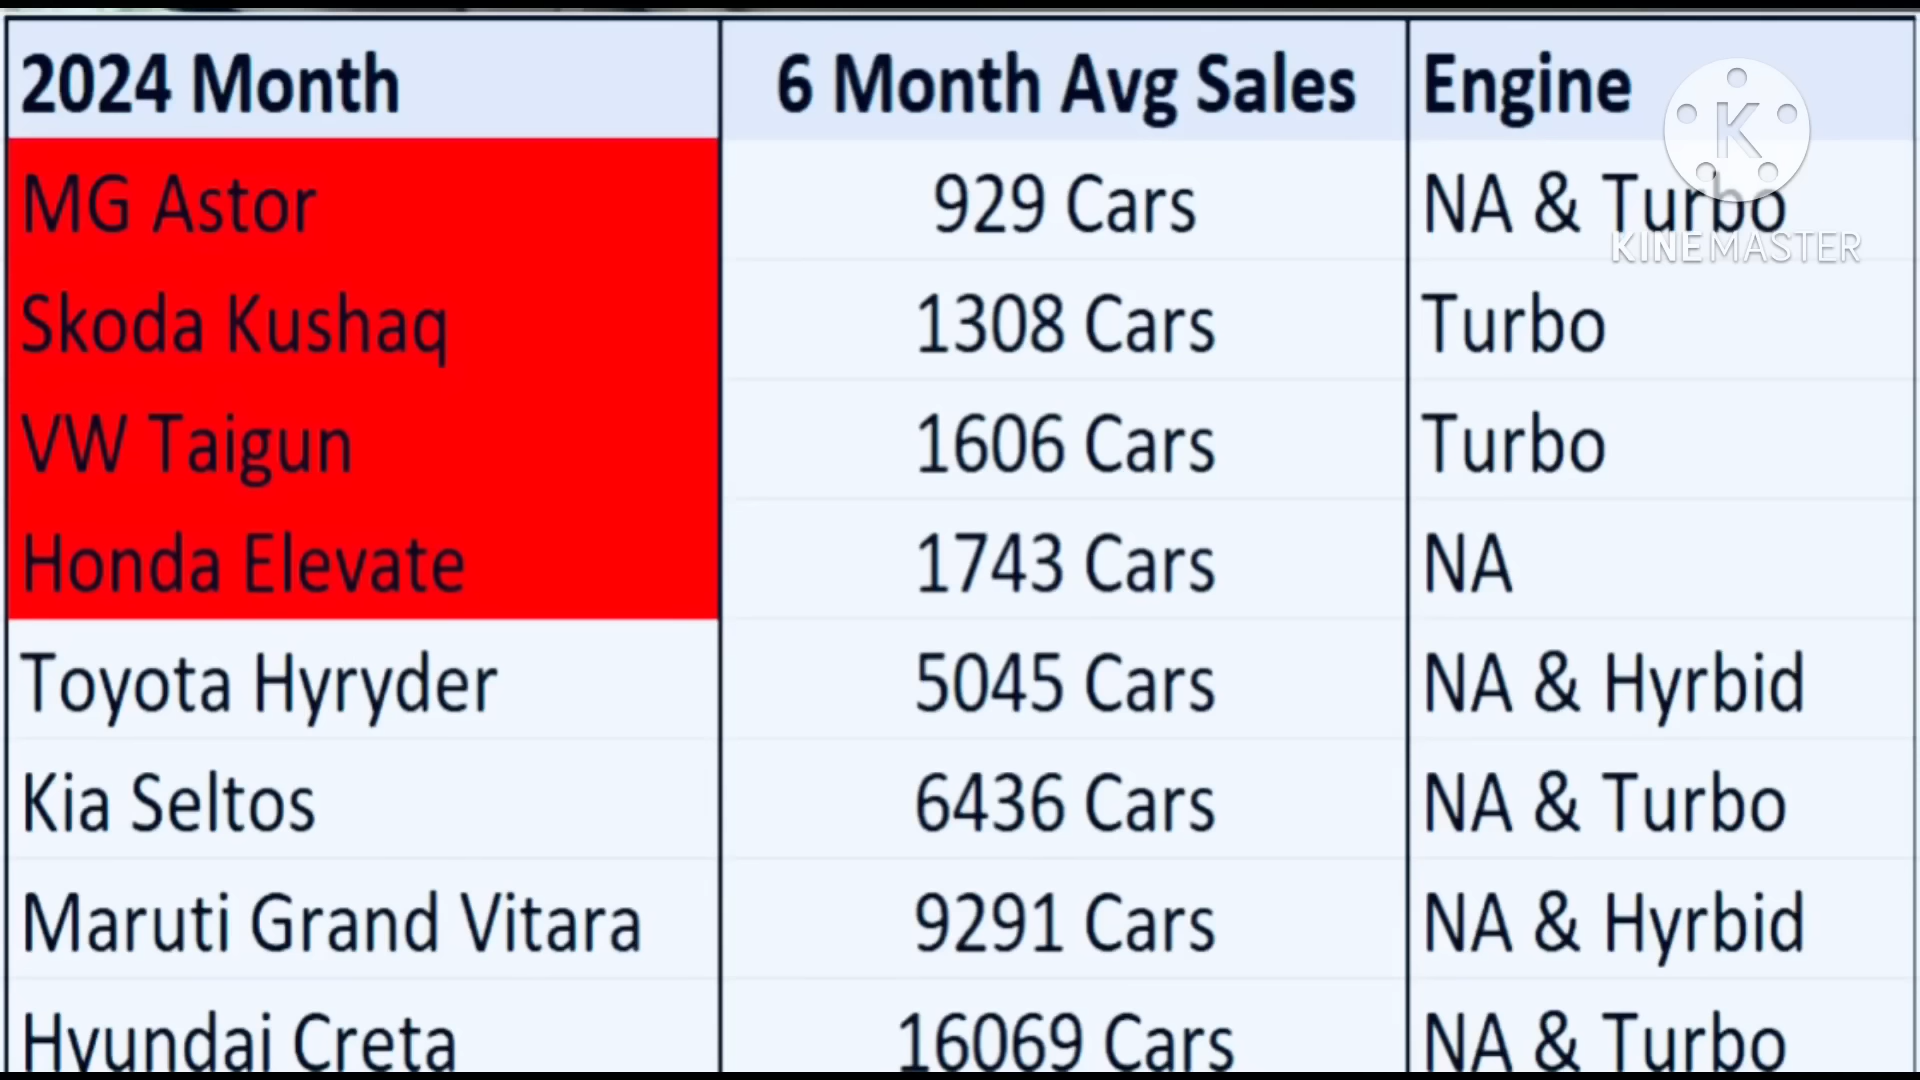 2024 Month 6 Month Avg Sales Engine
MG Astor 929 Cars NA & Turbo
K
KINEMASTER
Skoda Kushaq 1308 Cars Turbo
VW Taigun 1606 Cars Turbo
Honda Elevate 1743 Cars NA
Toyota Hyryder 5045 Cars NA & Hyrbid
Kia Seltos 6436 Cars NA & Turbo
Maruti Grand Vitara 9291 Cars NA & Hyrbid
Hyundai Creta 16069 Cars NA & Turbo